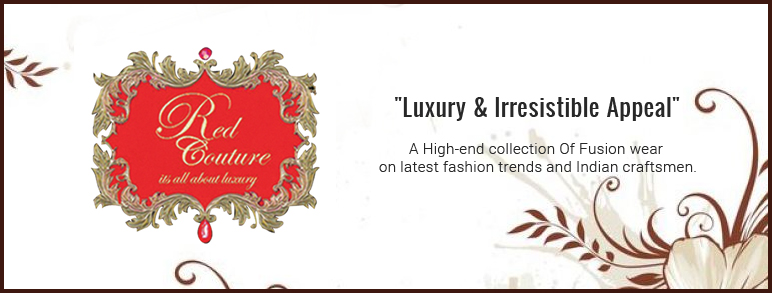 Red
Couture
its all about luxury
"Luxury & Irresistible Appeal"
A High-end collection Of Fusion wear
on latest fashion trends and Indian craftsmen.